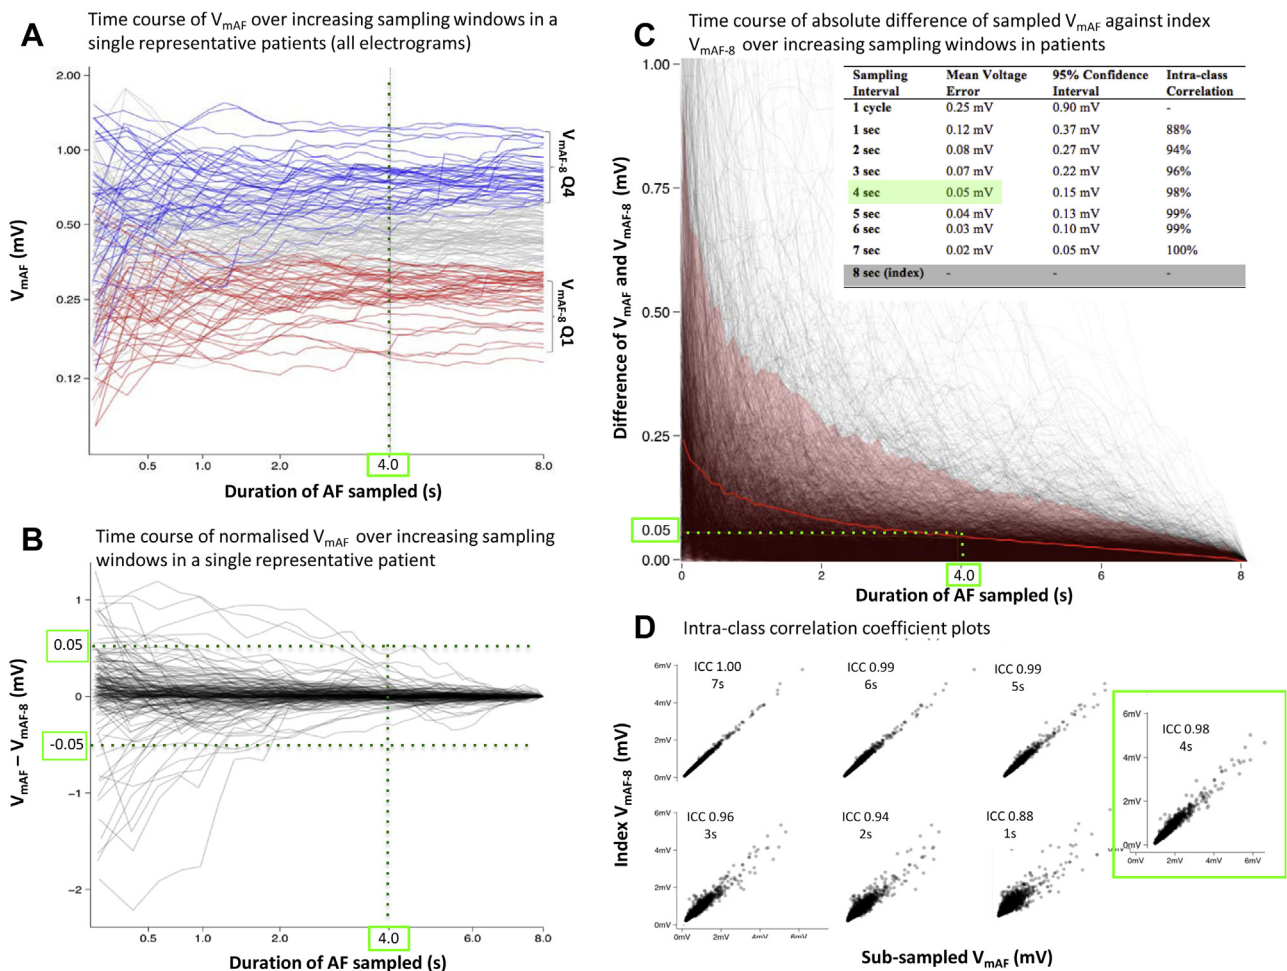 A
Time course of VmAF over increasing sampling windows in a
single representative patients (all electrograms)
2.00
1.00
0.50
0.25
0.12
VmAF (mV)
VmAF-8 Q4
VmAF-8 Q1
0.5 1.0 2.0 4.0 8.0
Duration of AF sampled (s)
B
Time course of normalised VmAF over increasing sampling
windows in a single representative patient
1
0.05
0
-0.05
−1
−2
VmAF – VmAF-8 (mV)
0.5 1.0 2.0 4.0 6.0 8.0
Duration of AF sampled (s)
C
Time course of absolute difference of sampled VmAF against index
VmAF-8 over increasing sampling windows in patients
1.00
0.75
0.50
0.25
0.05
0.00
Difference of VmAF and VmAF-8 (mV)
Sampling Mean Voltage 95% Confidence Intra-class
Interval Error Interval Correlation
1 cycle 0.25 mV 0.90 mV -
1 sec 0.12 mV 0.37 mV 88%
2 sec 0.08 mV 0.27 mV 94%
3 sec 0.07 mV 0.22 mV 96%
4 sec 0.05 mV 0.15 mV 98%
5 sec 0.04 mV 0.13 mV 99%
6 sec 0.03 mV 0.10 mV 99%
7 sec 0.02 mV 0.05 mV 100%
8 sec (index) - - -
0 2 4.0 6 8
Duration of AF sampled (s)
D
Intra-class correlation coefficient plots
Index VmAF-8 (mV)
6mV
4mV
2mV
0mV
ICC 1.00
7s
ICC 0.99
6s
ICC 0.99
5s
6mV
4mV
2mV
0mV
ICC 0.98
4s
0mV 2mV 4mV 6mV
6mV
4mV
2mV
0mV
ICC 0.96
3s
ICC 0.94
2s
ICC 0.88
1s
0mV 2mV 4mV 6mV
Sub-sampled VmAF (mV)